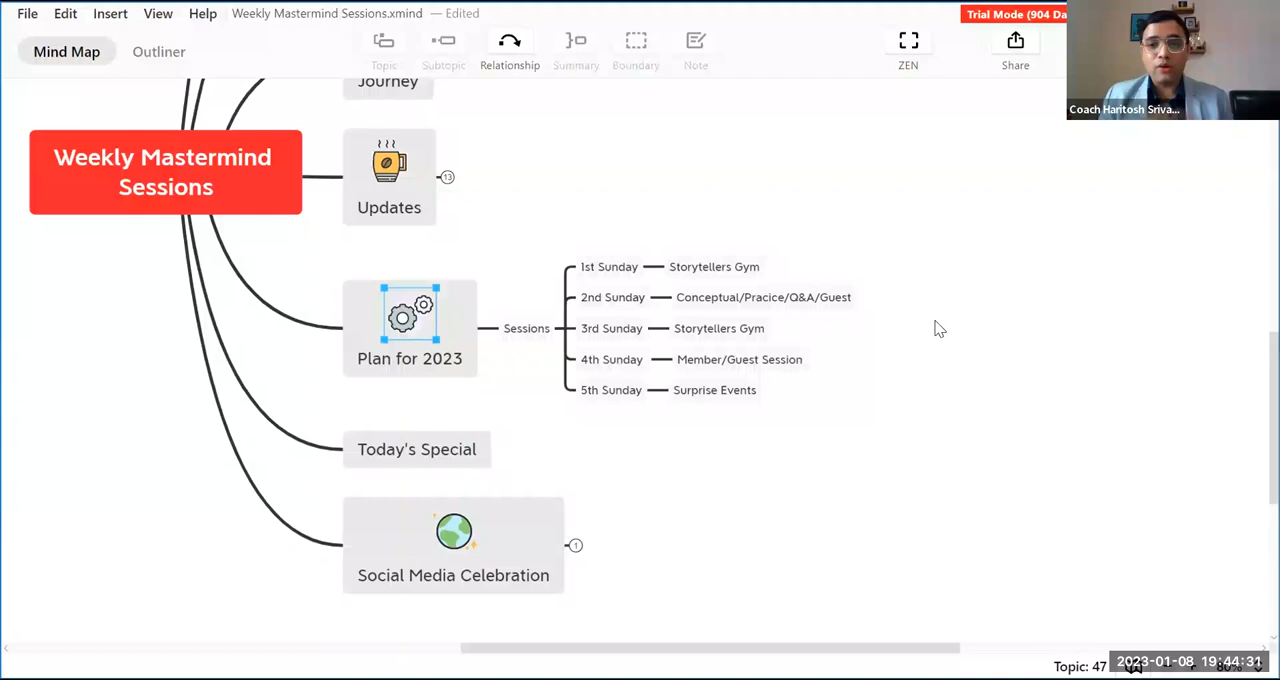 File Edit Insert View Help Weekly Mastermind Sessions.xmind — Edited
Trial Mode (904 Da
Mind Map Outliner
Topic Subtopic Relationship Summary Boundary Note ZEN Share
Coach Haritosh Sriva...
Journey
Weekly Mastermind
Sessions
Updates
13
Plan for 2023
Sessions
1st Sunday Storytellers Gym
2nd Sunday Conceptual/Pracice/Q&A/Guest
3rd Sunday Storytellers Gym
4th Sunday Member/Guest Session
5th Sunday Surprise Events
Today's Special
Social Media Celebration
1
Topic: 47
2023-01-08 19:44:31
80%